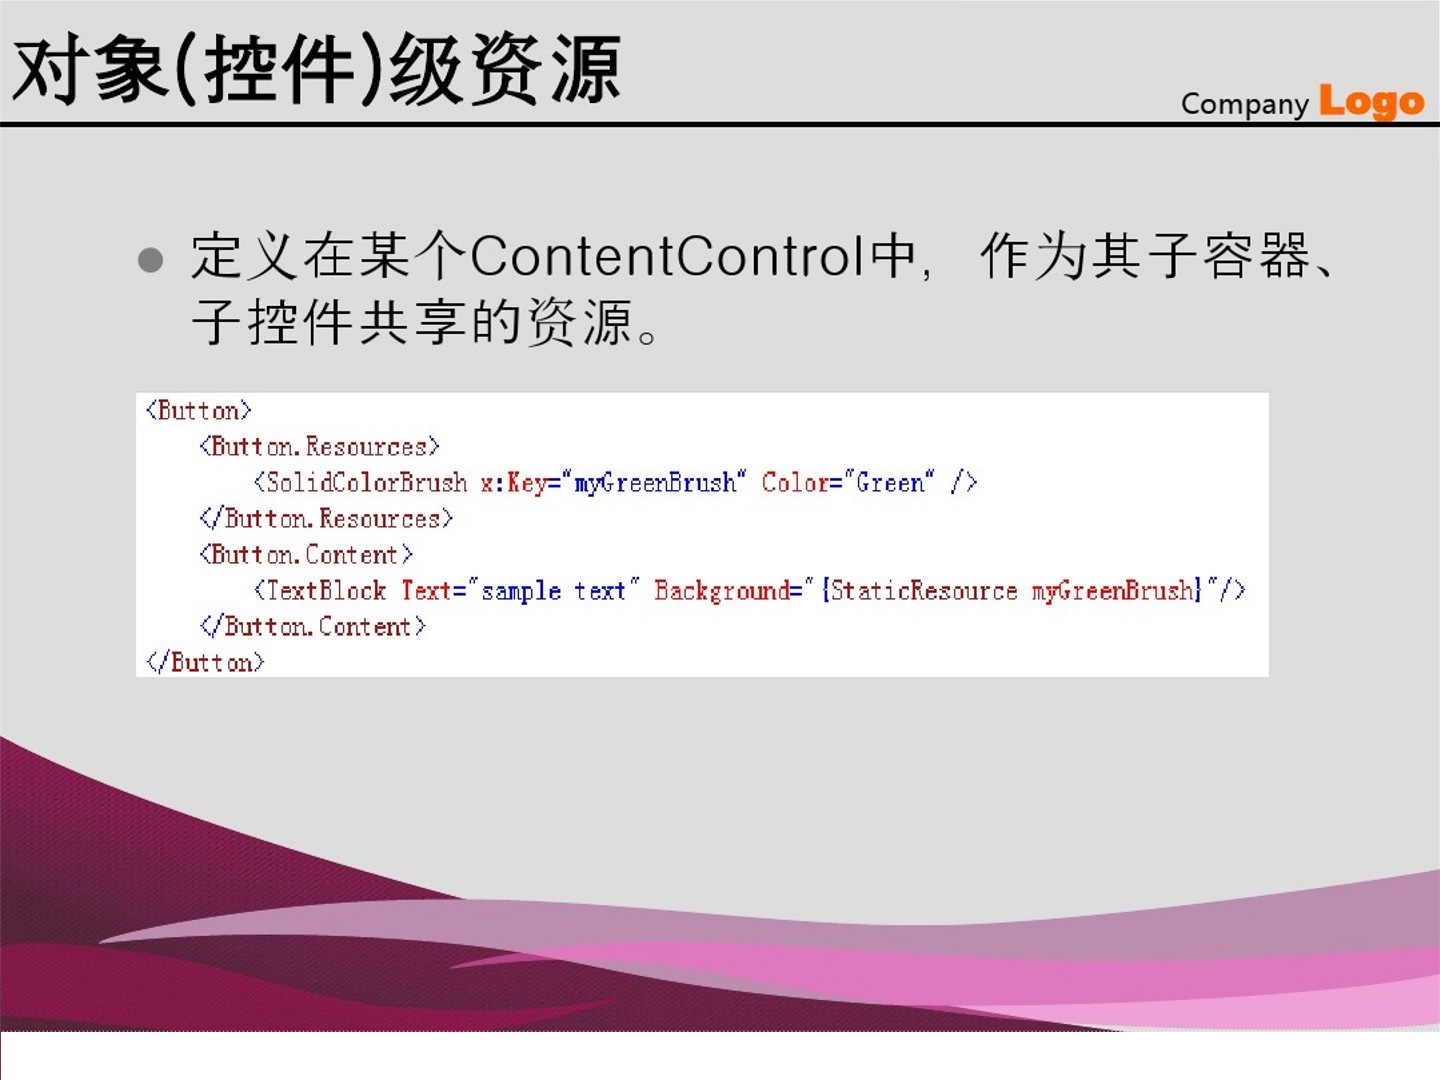 对象(控件)级资源
Company Logo
定义在某个ContentControl中，作为其子容器、
子控件共享的资源。
<Button>
    <Button.Resources>
        <SolidColorBrush x:Key="myGreenBrush" Color="Green" />
    </Button.Resources>
    <Button.Content>
        <TextBlock Text="sample text" Background="{StaticResource myGreenBrush}"/>
    </Button.Content>
</Button>